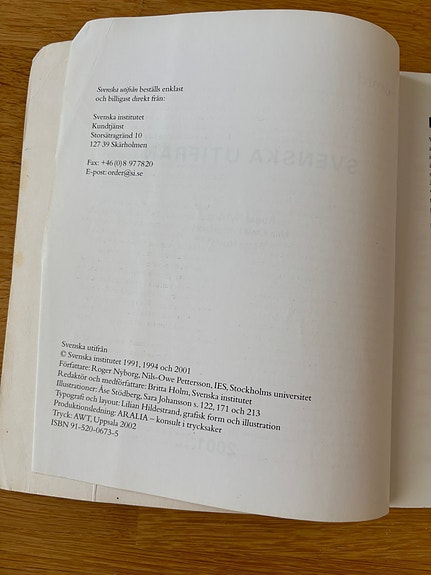 Svenska utifrån beställs enklast
och billigast direkt från:
Svenska institutet
Kundtjänst
Storsätragränd 10
127 39 Skärholmen
Fax: +46 (0)8 97 78 20
E-post: order@si.se
Svenska utifrån
© Svenska institutet 1991, 1994 och 2001
Författare: Roger Nyborg, Nils-Owe Pettersson, IES, Stockholms universitet
Redaktör och medförfattare: Britta Holm, Svenska institutet
Illustrationer: Åse Stödberg, Sara Johansson s. 122, 171 och 213
Typografi och layout: Lilian Hildestrand, grafisk form och illustration
Produktionsledning: ARALIA – konsult i trycksaker
Tryck: AWT, Uppsala 2002
ISBN 91-520-0673-5